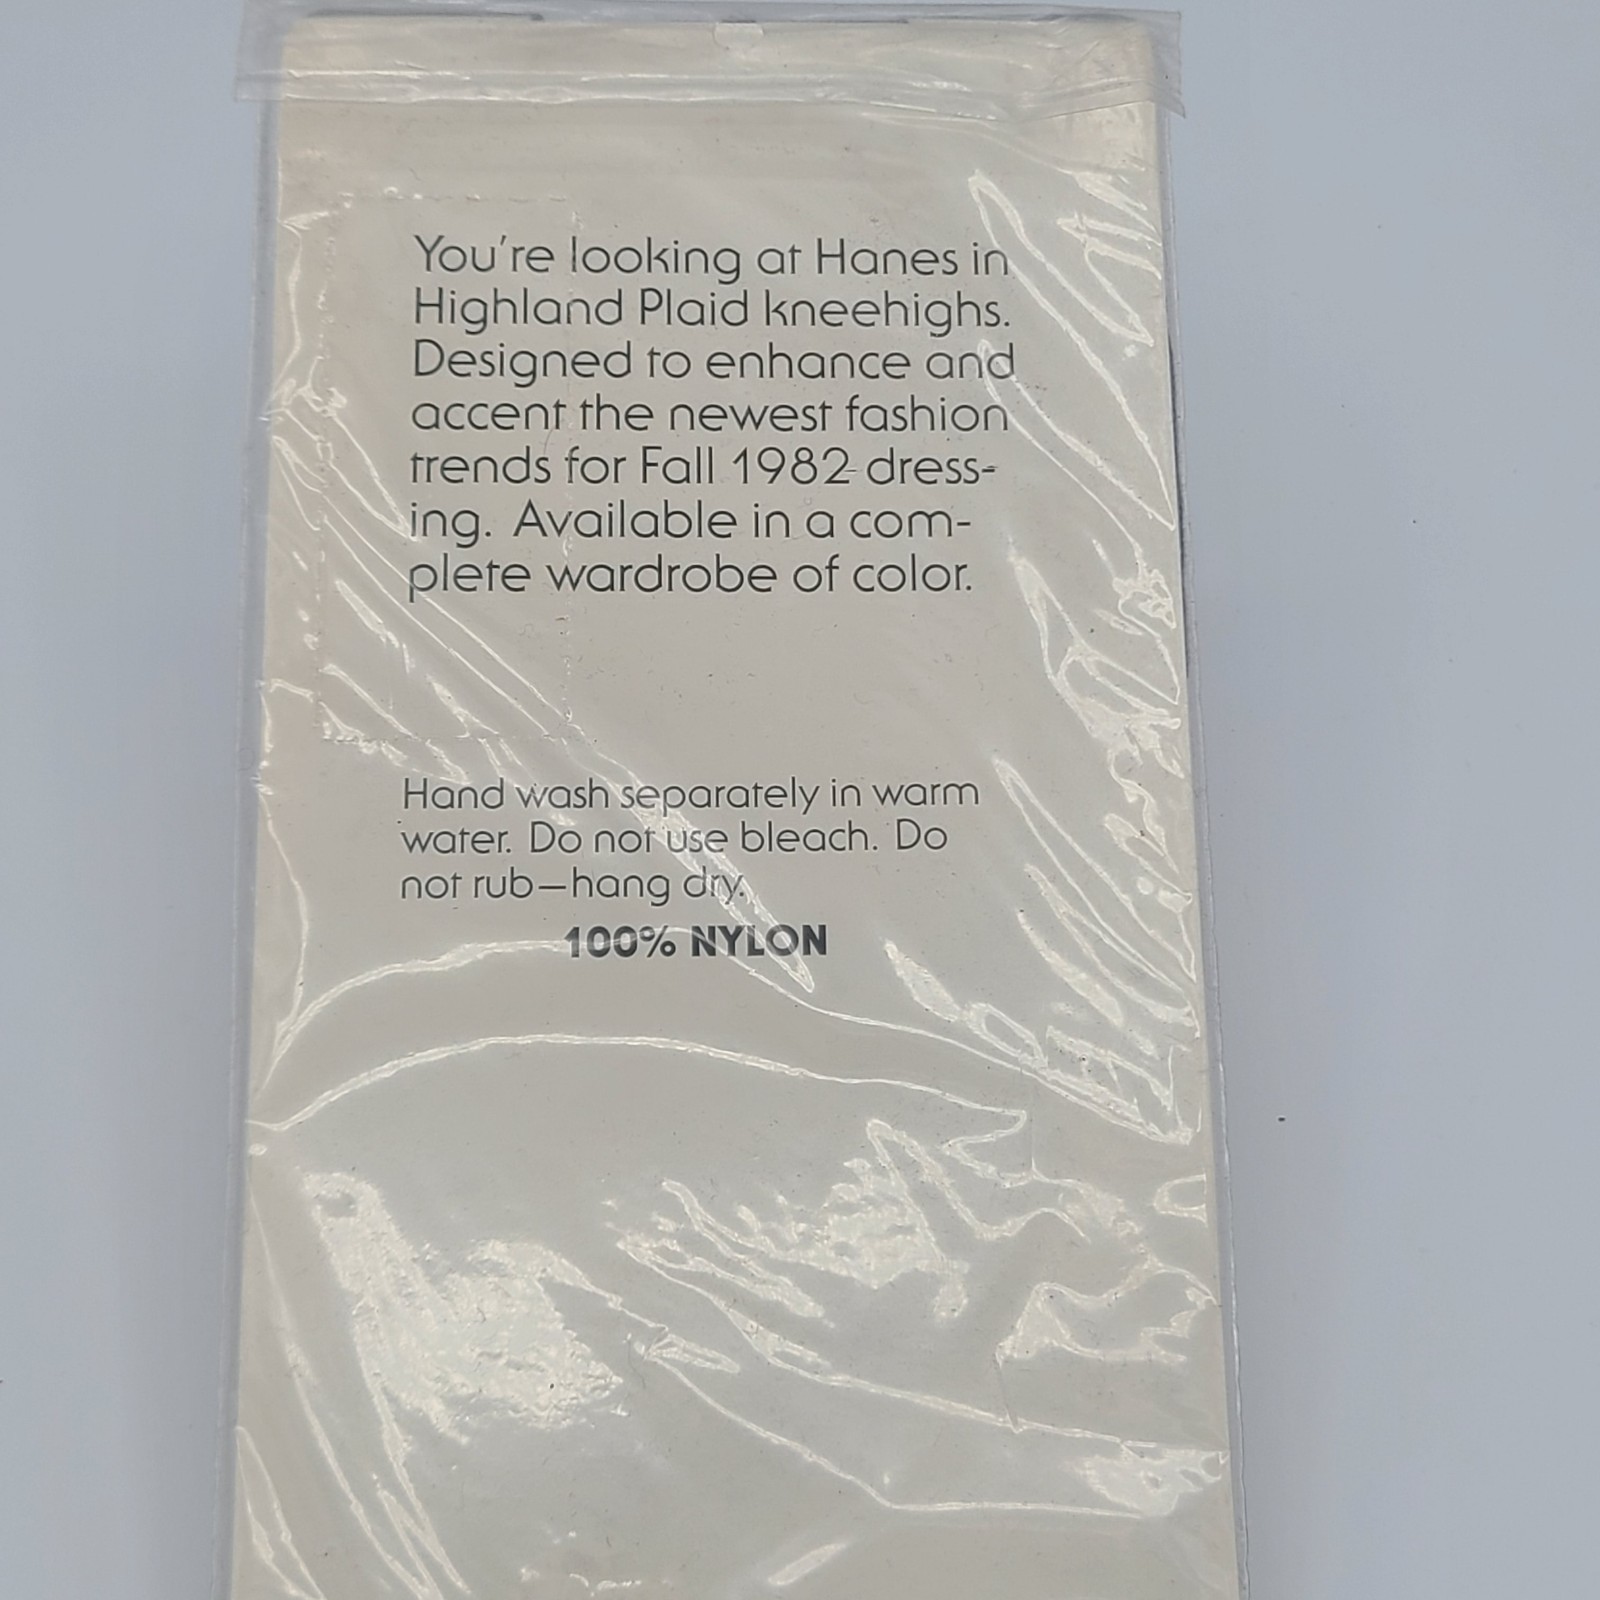 You're looking at Hanes in
Highland Plaid kneehighs.
Designed to enhance and
accent the newest fashion
trends for Fall 1982 dress-
ing. Available in a com-
plete wardrobe of color.
Hand wash separately in warm
water. Do not use bleach. Do
not rub—hang dry.
100% NYLON